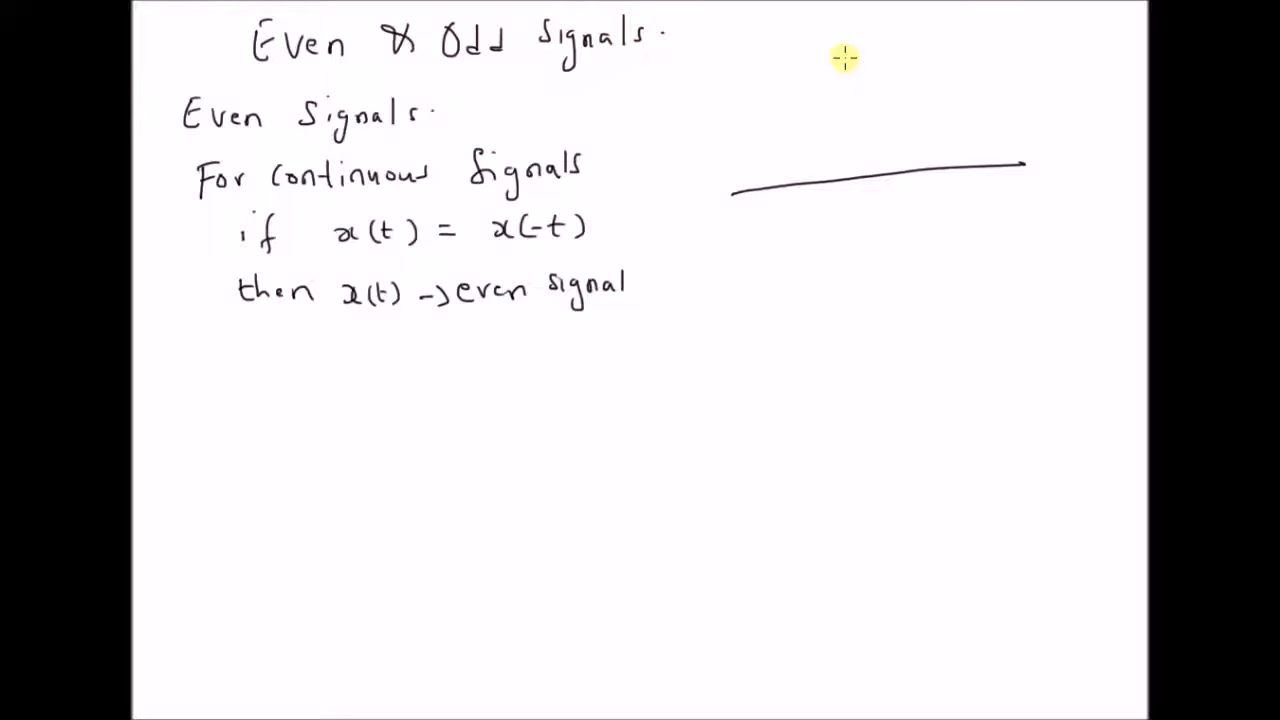 Even & Odd Signals.
Even Signals.
For continuous Signals
if x(t) = x(-t)
then x(t) → even signal